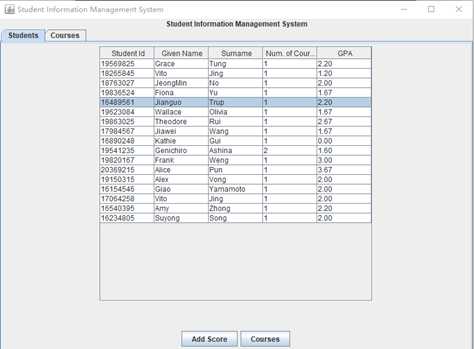 Student Information Management System
Student Information Management System
Students Courses
Student Id Given Name Surname Num. of Cour... GPA
19569825 Grace Tung 1 2.20
18265845 Vito Jing 1 1.20
18763027 JeongMin No 1 2.00
19836524 Fiona Yu 1 1.67
16489561 Jianguo Trup 1 2.20
19623084 Wallace Olivia 1 1.67
19863025 Theodore Rui 1 2.67
17984567 Jiawei Wang 1 1.67
16890248 Kathie Gui 1 0.00
19541235 Genichiro Ashina 2 1.60
19820167 Frank Weng 1 3.00
20369215 Alice Pun 1 3.67
19150315 Alex Vong 1 2.00
16154546 Giao Yamamoto 1 2.00
17064258 Vito Jing 1 2.00
16540395 Amy Zhong 1 2.20
16234805 Suyong Song 1 2.00
Add Score Courses